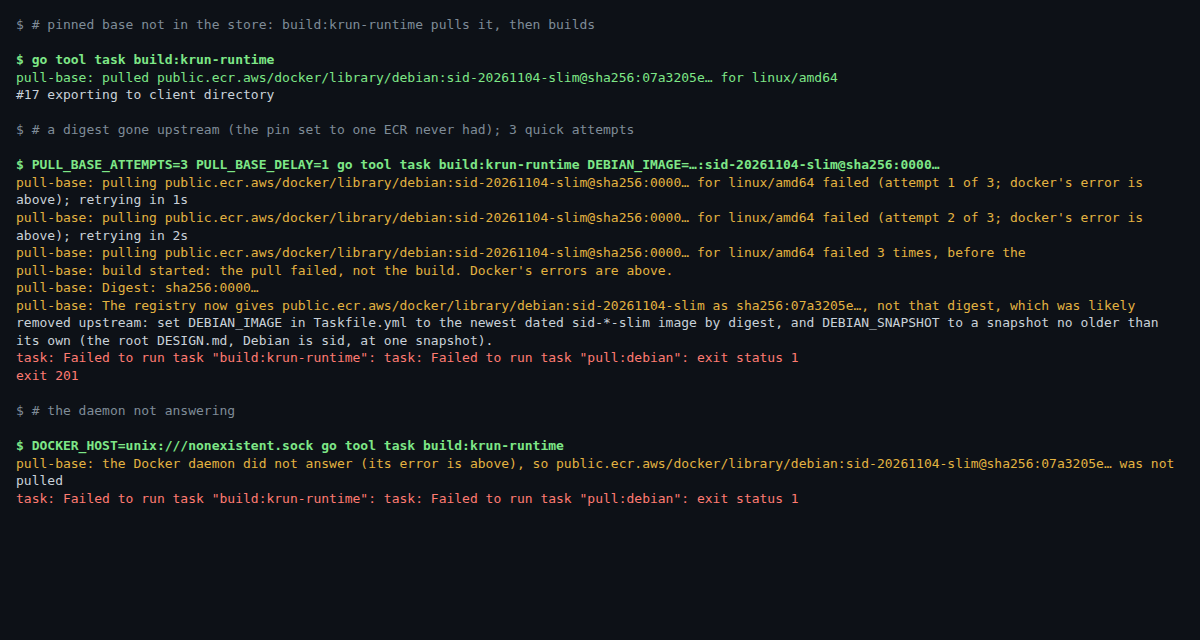 $ # pinned base not in the store: build:krun-runtime pulls it, then builds
$ go tool task build:krun-runtime
pull-base: pulled public.ecr.aws/docker/library/debian:sid-20261104-slim@sha256:07a3205e… for linux/amd64
#17 exporting to client directory
$ # a digest gone upstream (the pin set to one ECR never had); 3 quick attempts
$ PULL_BASE_ATTEMPTS=3 PULL_BASE_DELAY=1 go tool task build:krun-runtime DEBIAN_IMAGE=…:sid-20261104-slim@sha256:0000…
pull-base: pulling public.ecr.aws/docker/library/debian:sid-20261104-slim@sha256:0000… for linux/amd64 failed (attempt 1 of 3; docker's error is
above); retrying in 1s
pull-base: pulling public.ecr.aws/docker/library/debian:sid-20261104-slim@sha256:0000… for linux/amd64 failed (attempt 2 of 3; docker's error is
above); retrying in 2s
pull-base: pulling public.ecr.aws/docker/library/debian:sid-20261104-slim@sha256:0000… for linux/amd64 failed 3 times, before the
pull-base: build started: the pull failed, not the build. Docker's errors are above.
pull-base: Digest: sha256:0000…
pull-base: The registry now gives public.ecr.aws/docker/library/debian:sid-20261104-slim as sha256:07a3205e…, not that digest, which was likely
removed upstream: set DEBIAN_IMAGE in Taskfile.yml to the newest dated sid-*-slim image by digest, and DEBIAN_SNAPSHOT to a snapshot no older than
its own (the root DESIGN.md, Debian is sid, at one snapshot).
task: Failed to run task "build:krun-runtime": task: Failed to run task "pull:debian": exit status 1
exit 201
$ # the daemon not answering
$ DOCKER_HOST=unix:///nonexistent.sock go tool task build:krun-runtime
pull-base: the Docker daemon did not answer (its error is above), so public.ecr.aws/docker/library/debian:sid-20261104-slim@sha256:07a3205e… was not
pulled
task: Failed to run task "build:krun-runtime": task: Failed to run task "pull:debian": exit status 1